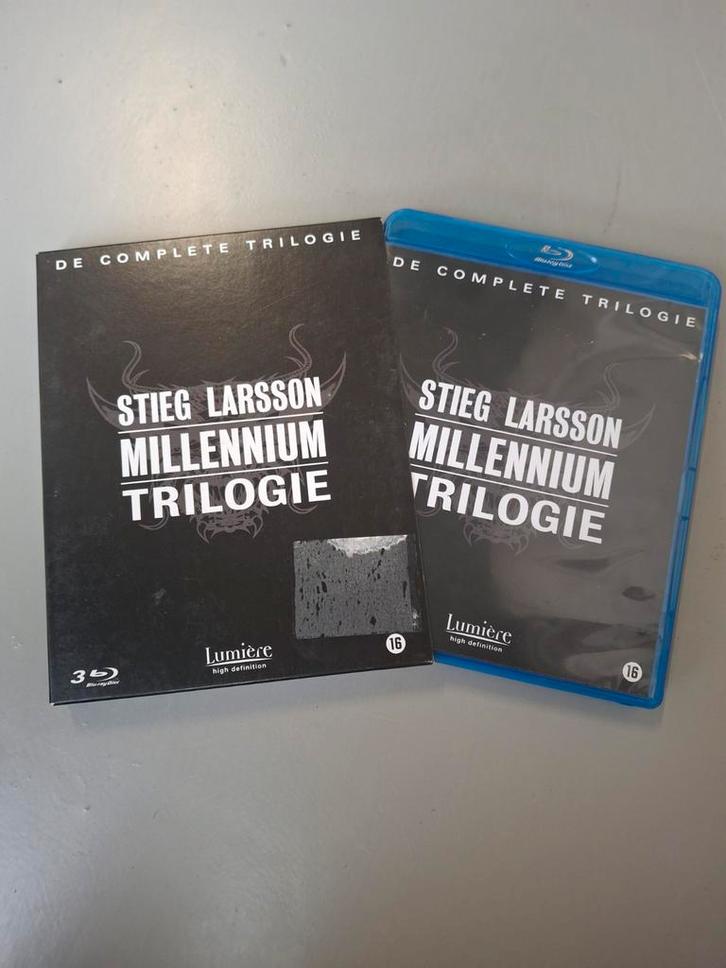 DE COMPLETE TRILOGIE
STIEG LARSSON
MILLENNIUM
TRILOGIE
3 Blu-ray Disc
Lumière
high definition
16
Blu-ray Disc
DE COMPLETE TRILOGIE
STIEG LARSSON
MILLENNIUM
TRILOGIE
Lumière
high definition
16